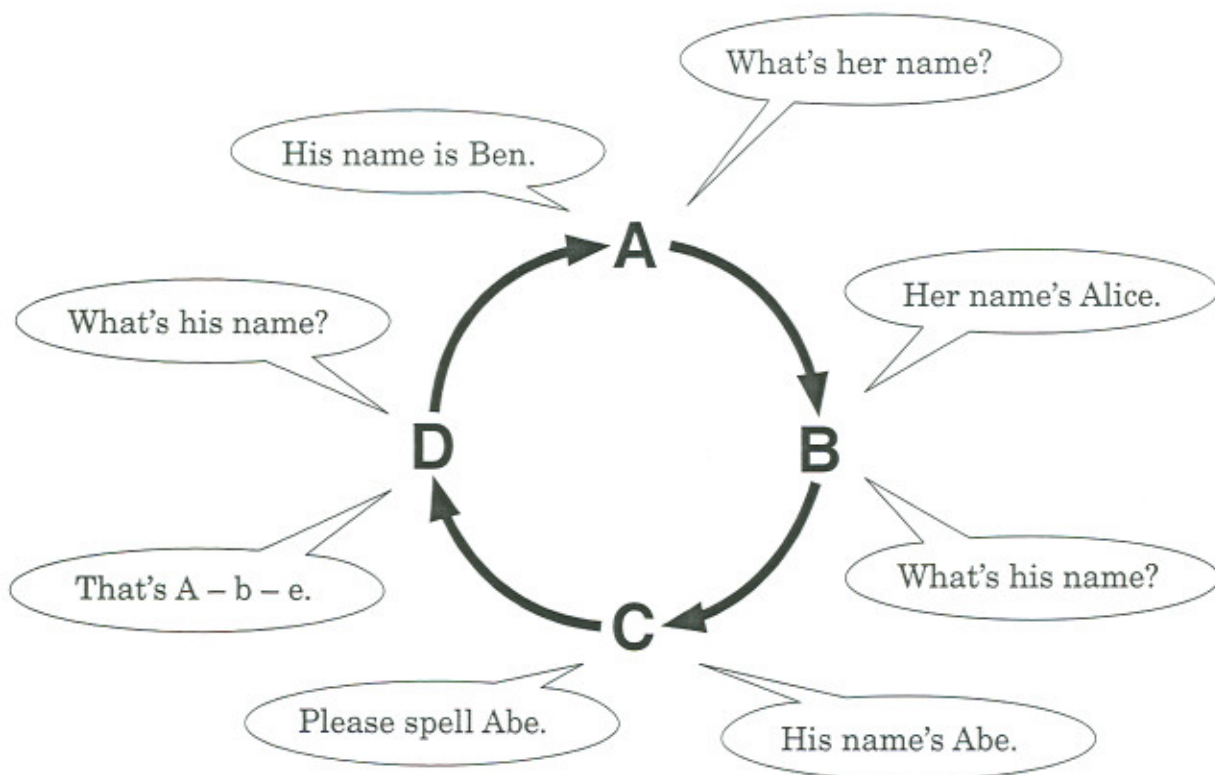 What's her name?
His name is Ben.
A
Her name's Alice.
What's his name?
D
B
That's A – b – e.
What's his name?
C
Please spell Abe.
His name's Abe.